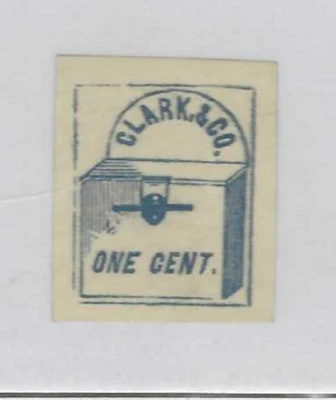 CLARK. & CO.
ONE CENT.